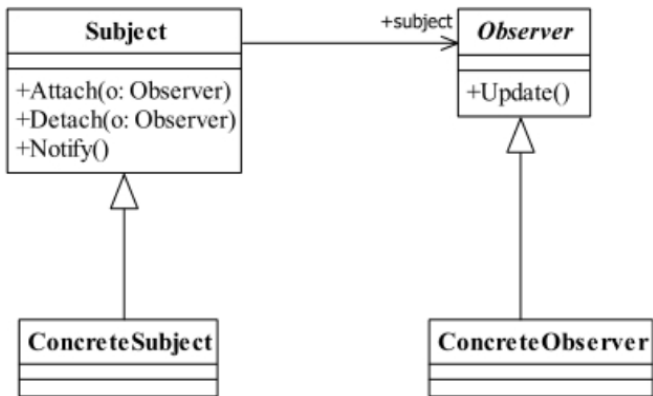 Subject
+Attach(o: Observer)
+Detach(o: Observer)
+Notify()
+subject
Observer
+Update()
ConcreteSubject
ConcreteObserver